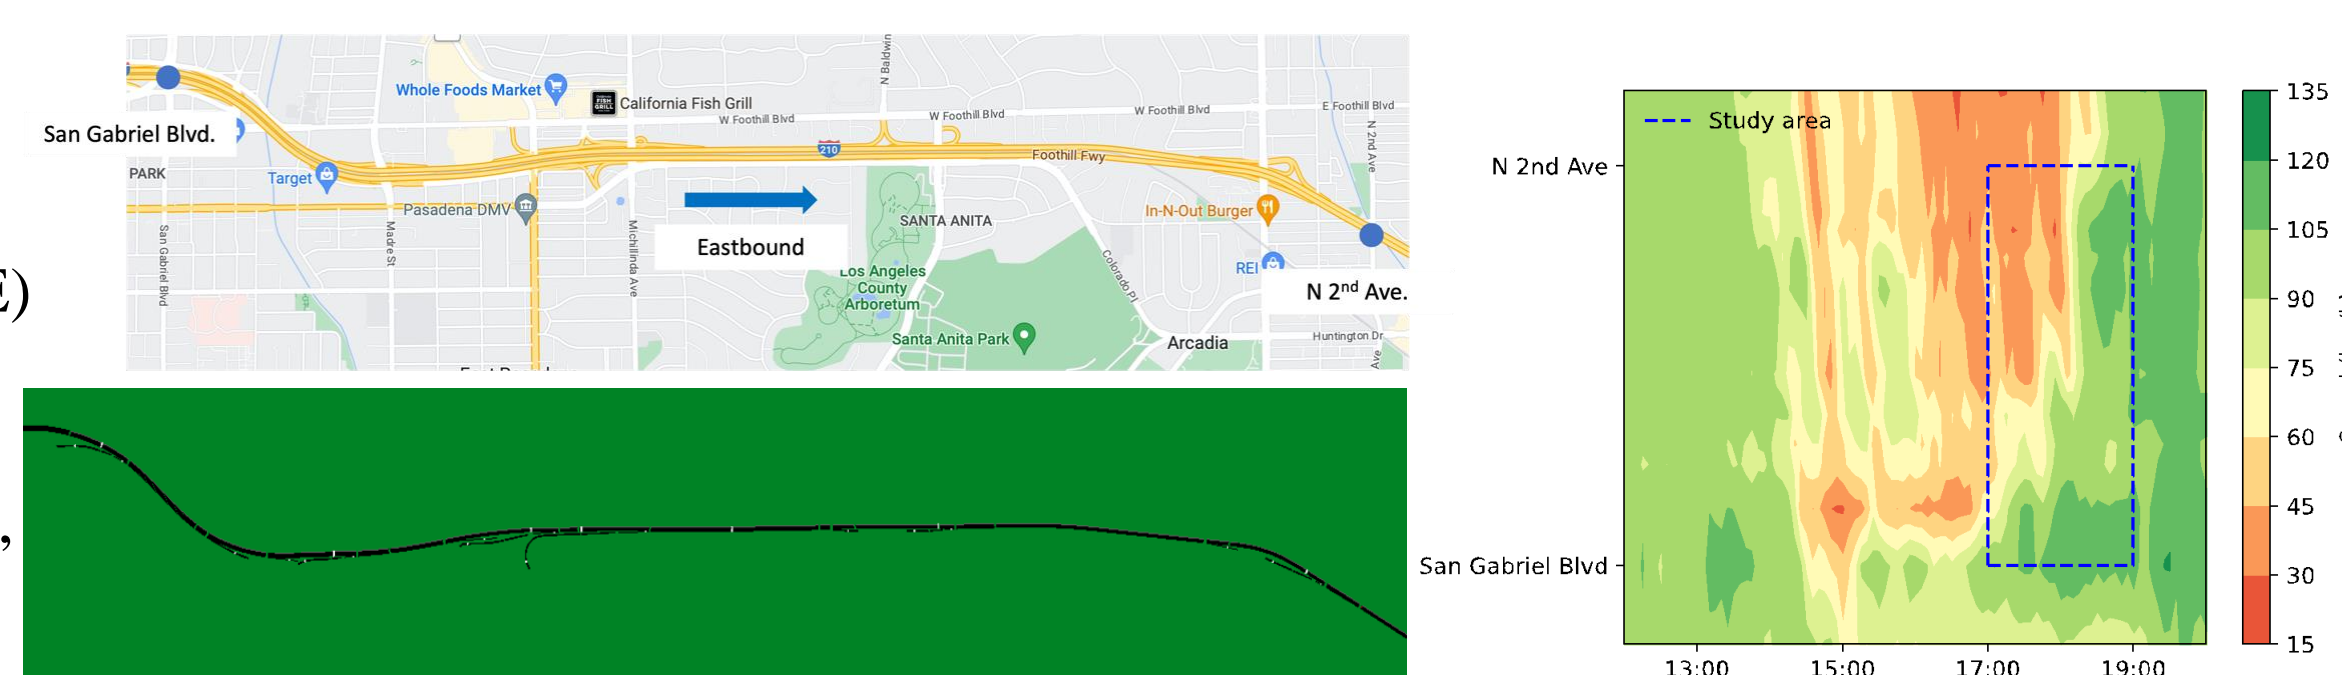 E)
,
San Gabriel Blvd.
PARK
Target
Whole Foods Market
California Fish Grill
FISH
GRILL
W Foothill Blvd
N Baldwin
W Foothill Blvd
W Foothill Blvd
E Foothill Blvd
N 2nd Ave
210
Foothill Fwy
Pasadena DMV
San Gabriel Blvd
Madre St
Michillinda Ave
Eastbound
SANTA ANITA
Los Angeles
County
Arboretum
Santa Anita Park
Colorado Pl
In-N-Out Burger
REI
N 2nd Ave.
Arcadia
Huntington Dr
Ave
Study area
N 2nd Ave
San Gabriel Blvd
13:00
15:00
17:00
19:00
135
120
105
90
75
60
45
30
15